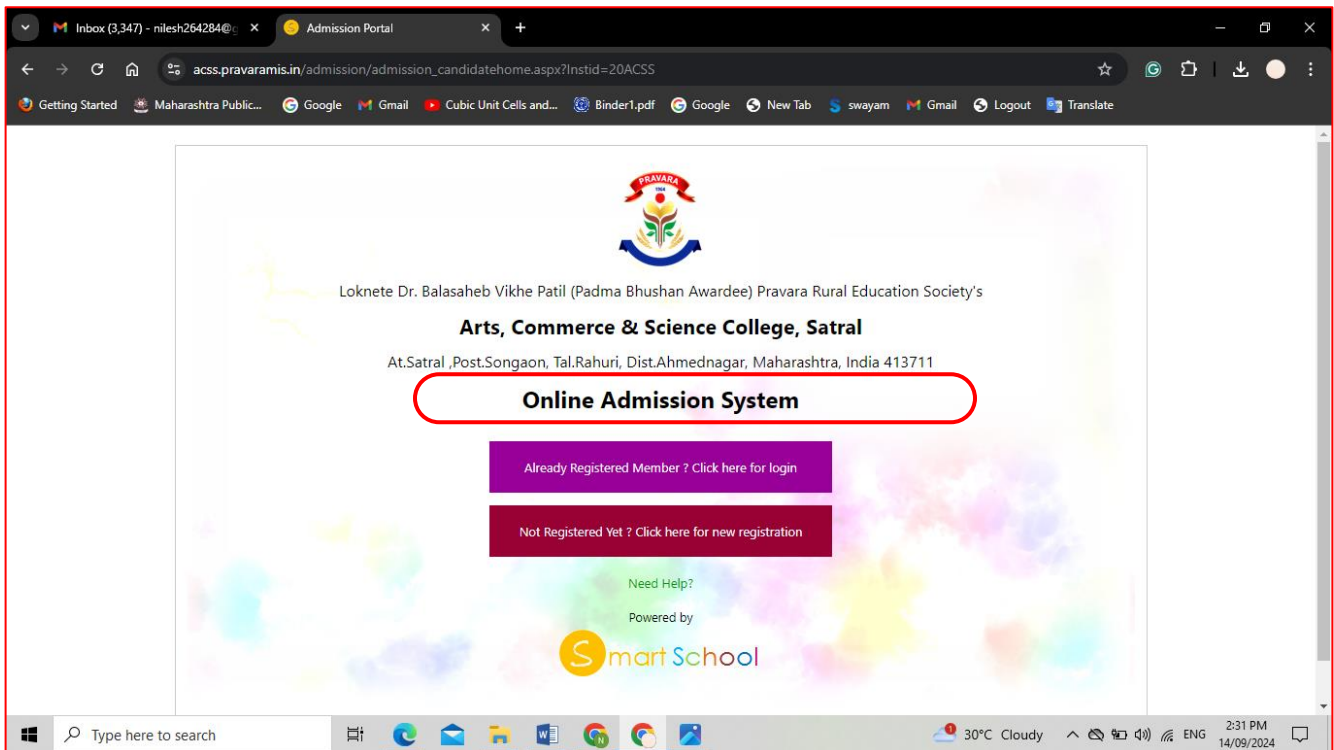 Inbox (3,347) - nilesh264284@g
Admission Portal
acss.pravaramis.in/admission/admission_candidatehome.aspx?Instid=20ACSS
Getting Started Maharashtra Public... Google Gmail Cubic Unit Cells and... Binder1.pdf Google New Tab swayam Gmail Logout Translate
PRAVARA
1964
Loknete Dr. Balasaheb Vikhe Patil (Padma Bhushan Awardee) Pravara Rural Education Society's
Arts, Commerce & Science College, Satral
At.Satral ,Post.Songaon, Tal.Rahuri, Dist.Ahmednagar, Maharashtra, India 413711
Online Admission System
Already Registered Member ? Click here for login
Not Registered Yet ? Click here for new registration
Need Help?
Powered by
Smart School
Type here to search
30°C Cloudy
ENG
2:31 PM
14/09/2024